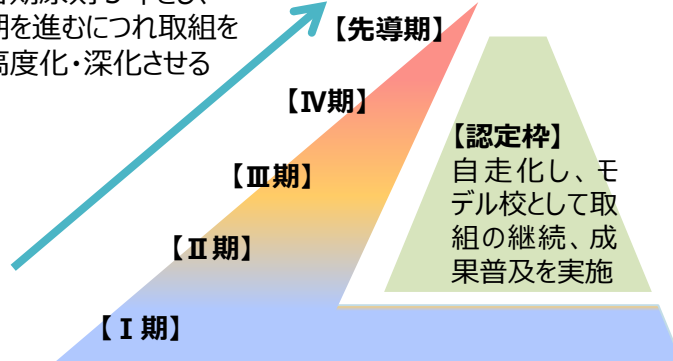 期を進むにつれ取組を
高度化・深化させる
【先導期】
【Ⅳ期】
【Ⅲ期】
【Ⅱ期】
【Ⅰ期】
【認定枠】
自走化し、モ
デル校として取
組の継続、成
果普及を実施